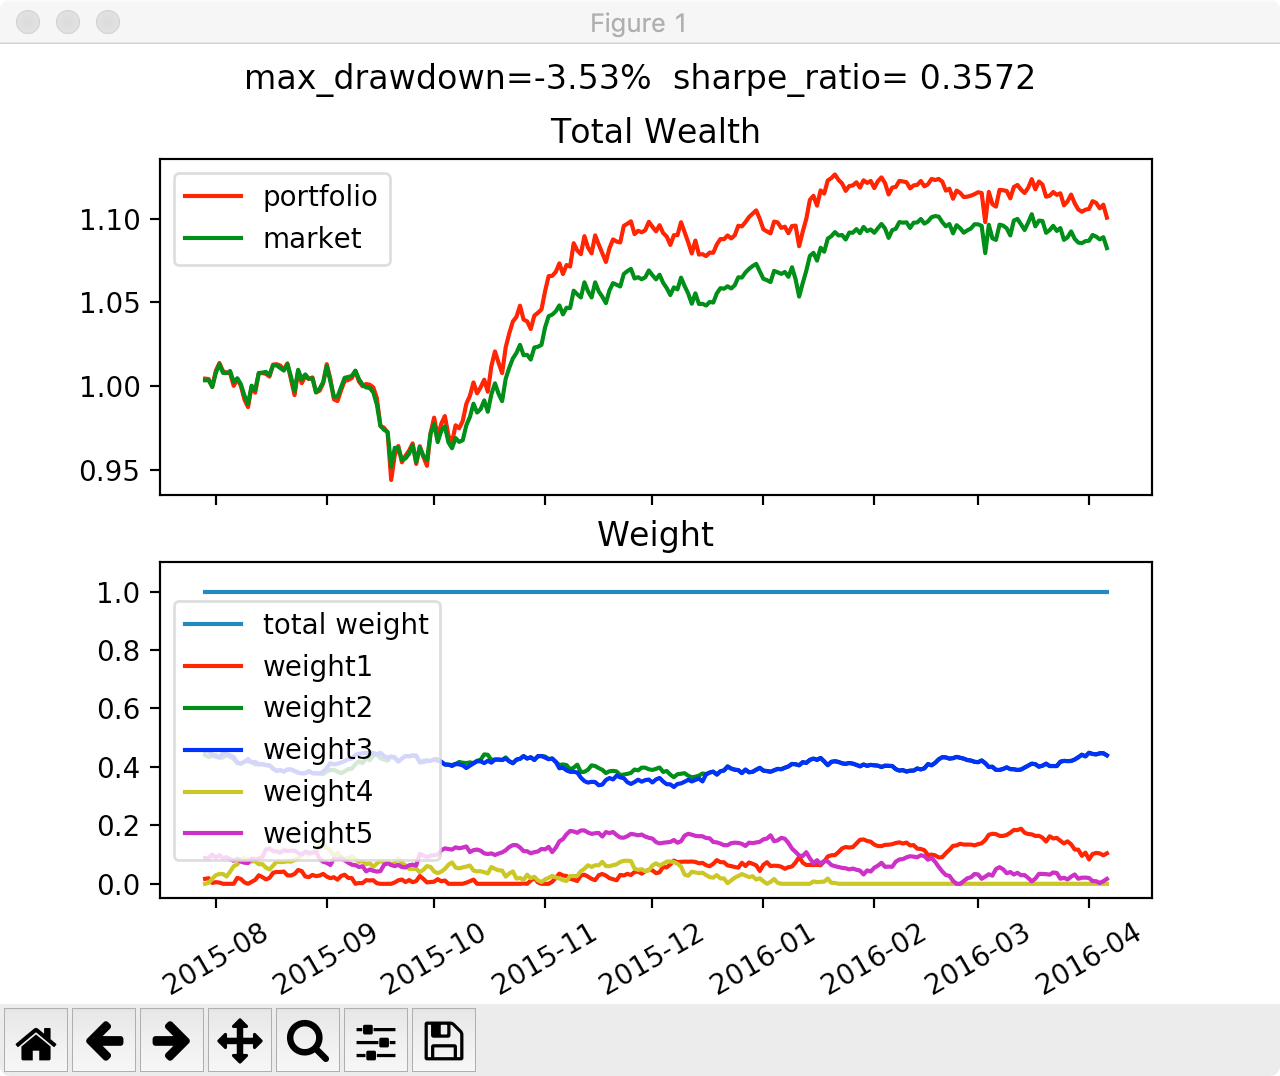 Figure 1
max_drawdown=-3.53%  sharpe_ratio= 0.3572
Total Wealth
portfolio
market
1.10
1.05
1.00
0.95
Weight
total weight
weight1
weight2
weight3
weight4
weight5
1.0
0.8
0.6
0.4
0.2
0.0
2015-08
2015-09
2015-10
2015-11
2015-12
2016-01
2016-02
2016-03
2016-04